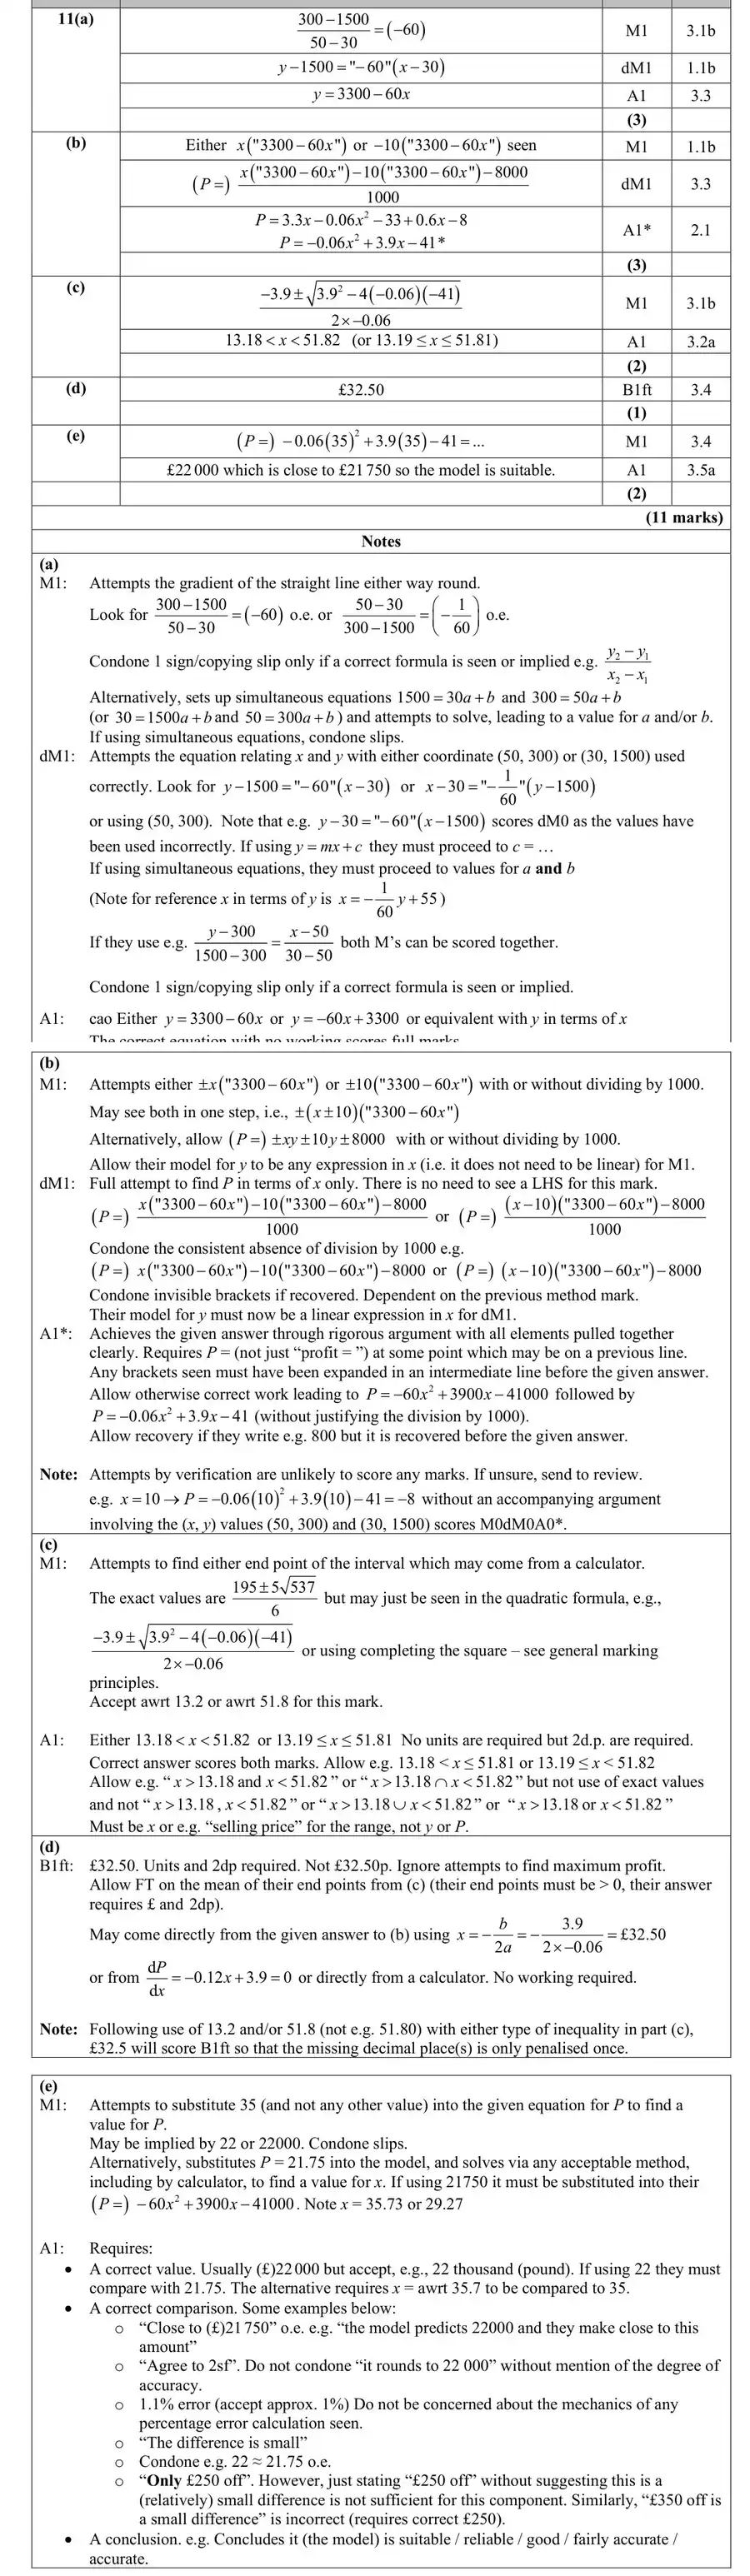 11(a) (300 − 1500)/(50 − 30) = (−60) M1 3.1b
y − 1500 = "− 60"(x − 30) dM1 1.1b
y = 3300 − 60x A1 3.3
(3)
(b) Either x("3300 − 60x") or −10("3300 − 60x") seen M1 1.1b
(P =) (x("3300 − 60x") − 10("3300 − 60x") − 8000)/1000 dM1 3.3
P = 3.3x − 0.06x² − 33 + 0.6x − 8
P = −0.06x² + 3.9x − 41 * A1* 2.1
(3)
(c) (−3.9 ± √(3.9² − 4(−0.06)(−41)))/(2 × −0.06) M1 3.1b
13.18 < x < 51.82 (or 13.19 ≤ x ≤ 51.81) A1 3.2a
(2)
(d) £32.50 B1ft 3.4
(1)
(e) (P =) −0.06(35)² + 3.9(35) − 41 = ... M1 3.4
£22 000 which is close to £21 750 so the model is suitable. A1 3.5a
(2)
(11 marks)
Notes
(a)
M1: Attempts the gradient of the straight line either way round.
Look for (300 − 1500)/(50 − 30) = (−60) o.e. or (50 − 30)/(300 − 1500) = (−1/60) o.e.
Condone 1 sign/copying slip only if a correct formula is seen or implied e.g. (y₂ − y₁)/(x₂ − x₁)
Alternatively, sets up simultaneous equations 1500 = 30a + b and 300 = 50a + b
(or 30 = 1500a + b and 50 = 300a + b ) and attempts to solve, leading to a value for a and/or b.
If using simultaneous equations, condone slips.
dM1: Attempts the equation relating x and y with either coordinate (50, 300) or (30, 1500) used
correctly. Look for y − 1500 = "− 60"(x − 30) or x − 30 = "−1/60"(y − 1500)
or using (50, 300). Note that e.g. y − 30 = "− 60"(x − 1500) scores dM0 as the values have
been used incorrectly. If using y = mx + c they must proceed to c = …
If using simultaneous equations, they must proceed to values for a and b
(Note for reference x in terms of y is x = −1/60 y + 55 )
If they use e.g. (y − 300)/(1500 − 300) = (x − 50)/(30 − 50) both M's can be scored together.
Condone 1 sign/copying slip only if a correct formula is seen or implied.
A1: cao Either y = 3300 − 60x or y = −60x + 3300 or equivalent with y in terms of x
The correct equation with no working scores full marks
(b)
M1: Attempts either ±x("3300 − 60x") or ±10("3300 − 60x") with or without dividing by 1000.
May see both in one step, i.e., ±(x ± 10)("3300 − 60x")
Alternatively, allow (P =) ±xy ± 10y ± 8000 with or without dividing by 1000.
Allow their model for y to be any expression in x (i.e. it does not need to be linear) for M1.
dM1: Full attempt to find P in terms of x only. There is no need to see a LHS for this mark.
(P =) (x("3300 − 60x") − 10("3300 − 60x") − 8000)/1000 or (P =) ((x − 10)("3300 − 60x") − 8000)/1000
Condone the consistent absence of division by 1000 e.g.
(P =) x("3300 − 60x") − 10("3300 − 60x") − 8000 or (P =) (x − 10)("3300 − 60x") − 8000
Condone invisible brackets if recovered. Dependent on the previous method mark.
Their model for y must now be a linear expression in x for dM1.
A1*: Achieves the given answer through rigorous argument with all elements pulled together
clearly. Requires P = (not just “profit = ”) at some point which may be on a previous line.
Any brackets seen must have been expanded in an intermediate line before the given answer.
Allow otherwise correct work leading to P = −60x² + 3900x − 41000 followed by
P = −0.06x² + 3.9x − 41 (without justifying the division by 1000).
Allow recovery if they write e.g. 800 but it is recovered before the given answer.
Note: Attempts by verification are unlikely to score any marks. If unsure, send to review.
e.g. x = 10 → P = −0.06(10)² + 3.9(10) − 41 = −8 without an accompanying argument
involving the (x, y) values (50, 300) and (30, 1500) scores M0dM0A0*.
(c)
M1: Attempts to find either end point of the interval which may come from a calculator.
The exact values are (195 ± 5√537)/6 but may just be seen in the quadratic formula, e.g.,
(−3.9 ± √(3.9² − 4(−0.06)(−41)))/(2 × −0.06) or using completing the square – see general marking
principles.
Accept awrt 13.2 or awrt 51.8 for this mark.
A1: Either 13.18 < x < 51.82 or 13.19 ≤ x ≤ 51.81 No units are required but 2d.p. are required.
Correct answer scores both marks. Allow e.g. 13.18 < x ≤ 51.81 or 13.19 ≤ x < 51.82
Allow e.g. “ x > 13.18 and x < 51.82 ” or “ x > 13.18 ∩ x < 51.82 ” but not use of exact values
and not “ x > 13.18 , x < 51.82 ” or “ x > 13.18 ∪ x < 51.82 ” or “ x > 13.18 or x < 51.82 ”
Must be x or e.g. “selling price” for the range, not y or P.
(d)
B1ft: £32.50. Units and 2dp required. Not £32.50p. Ignore attempts to find maximum profit.
Allow FT on the mean of their end points from (c) (their end points must be > 0, their answer
requires £ and 2dp).
May come directly from the given answer to (b) using x = −b/2a = −3.9/(2 × −0.06) = £32.50
or from dP/dx = −0.12x + 3.9 = 0 or directly from a calculator. No working required.
Note: Following use of 13.2 and/or 51.8 (not e.g. 51.80) with either type of inequality in part (c),
£32.5 will score B1ft so that the missing decimal place(s) is only penalised once.
(e)
M1: Attempts to substitute 35 (and not any other value) into the given equation for P to find a
value for P.
May be implied by 22 or 22000. Condone slips.
Alternatively, substitutes P = 21.75 into the model, and solves via any acceptable method,
including by calculator, to find a value for x. If using 21750 it must be substituted into their
(P =) −60x² + 3900x − 41000 . Note x = 35.73 or 29.27
A1: Requires:
• A correct value. Usually (£)22 000 but accept, e.g., 22 thousand (pound). If using 22 they must
compare with 21.75. The alternative requires x = awrt 35.7 to be compared to 35.
• A correct comparison. Some examples below:
o “Close to (£)21 750” o.e. e.g. “the model predicts 22000 and they make close to this
amount”
o “Agree to 2sf”. Do not condone “it rounds to 22 000” without mention of the degree of
accuracy.
o 1.1% error (accept approx. 1%) Do not be concerned about the mechanics of any
percentage error calculation seen.
o “The difference is small”
o Condone e.g. 22 ≈ 21.75 o.e.
o “Only £250 off”. However, just stating “£250 off” without suggesting this is a
(relatively) small difference is not sufficient for this component. Similarly, “£350 off is
a small difference” is incorrect (requires correct £250).
• A conclusion. e.g. Concludes it (the model) is suitable / reliable / good / fairly accurate /
accurate.